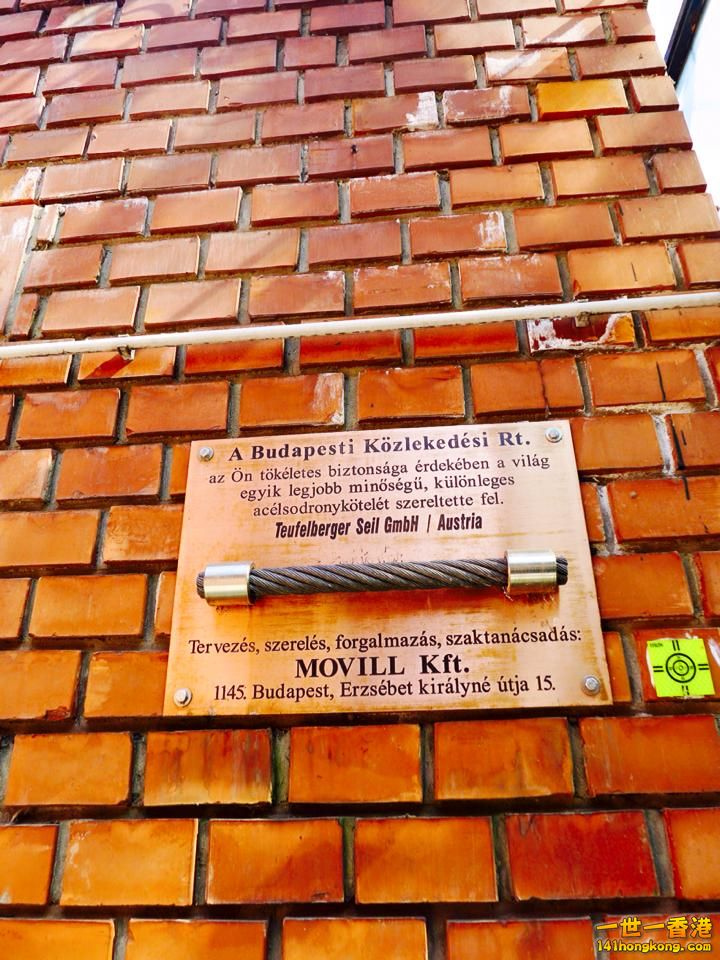 A Budapesti Közlekedési Rt.
az Ön tökéletes biztonsága érdekében a világ
egyik legjobb minőségű, különleges
acélsodronykötelét szereltette fel.
Teufelberger Seil GmbH / Austria
Tervezés, szerelés, forgalmazás, szaktanácsadás:
MOVILL Kft.
1145. Budapest, Erzsébet királyné útja 15.
一世一香港
141hongkong.com